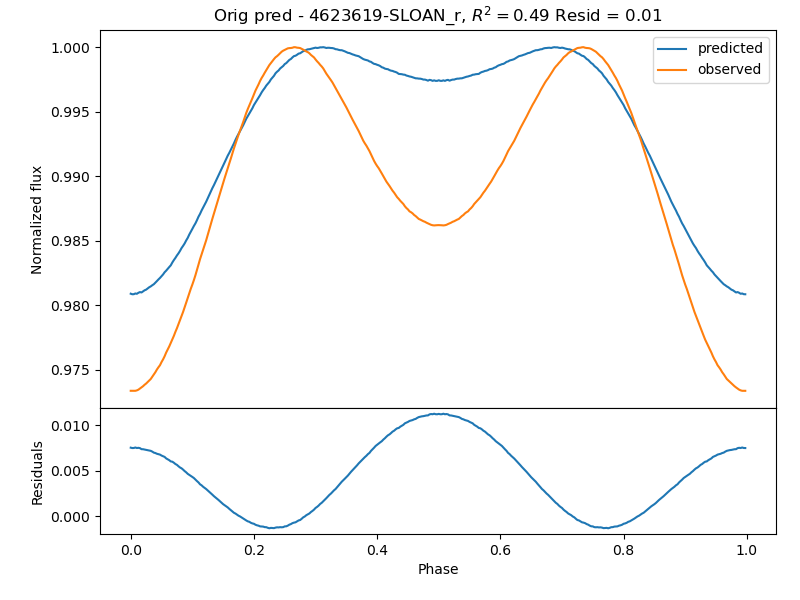 Orig pred - 4623619-SLOAN_r, R² = 0.49 Resid = 0.01
predicted
observed
1.000
0.995
0.990
0.985
0.980
0.975
Normalized flux
0.010
0.005
0.000
Residuals
0.0
0.2
0.4
0.6
0.8
1.0
Phase